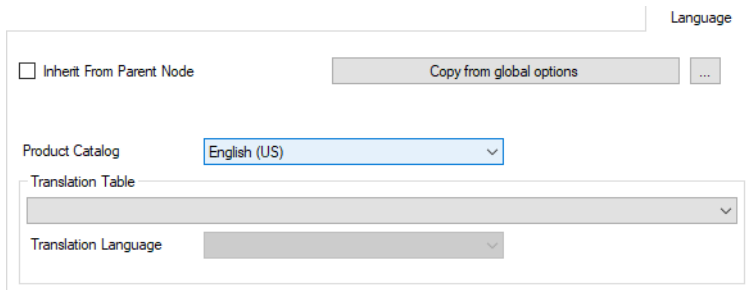 Language
Inherit From Parent Node
Copy from global options
...
Product Catalog
English (US)
Translation Table
Translation Language